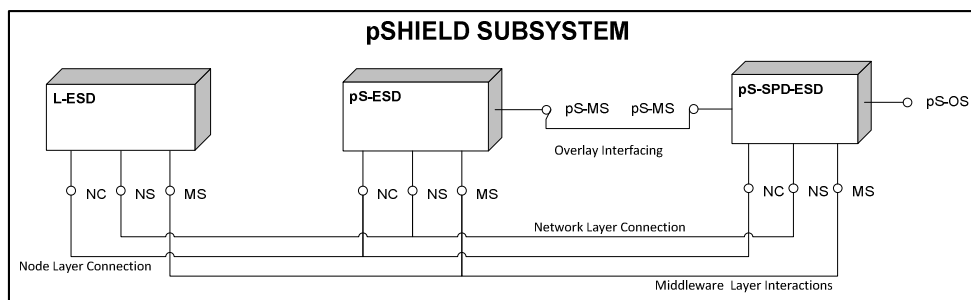 pSHIELD SUBSYSTEM
L-ESD
pS-ESD
pS-SPD-ESD
pS-MS
pS-MS
pS-OS
Overlay Interfacing
NC
NS
MS
NC
NS
MS
NC
NS
MS
Network Layer Connection
Node Layer Connection
Middleware Layer Interactions